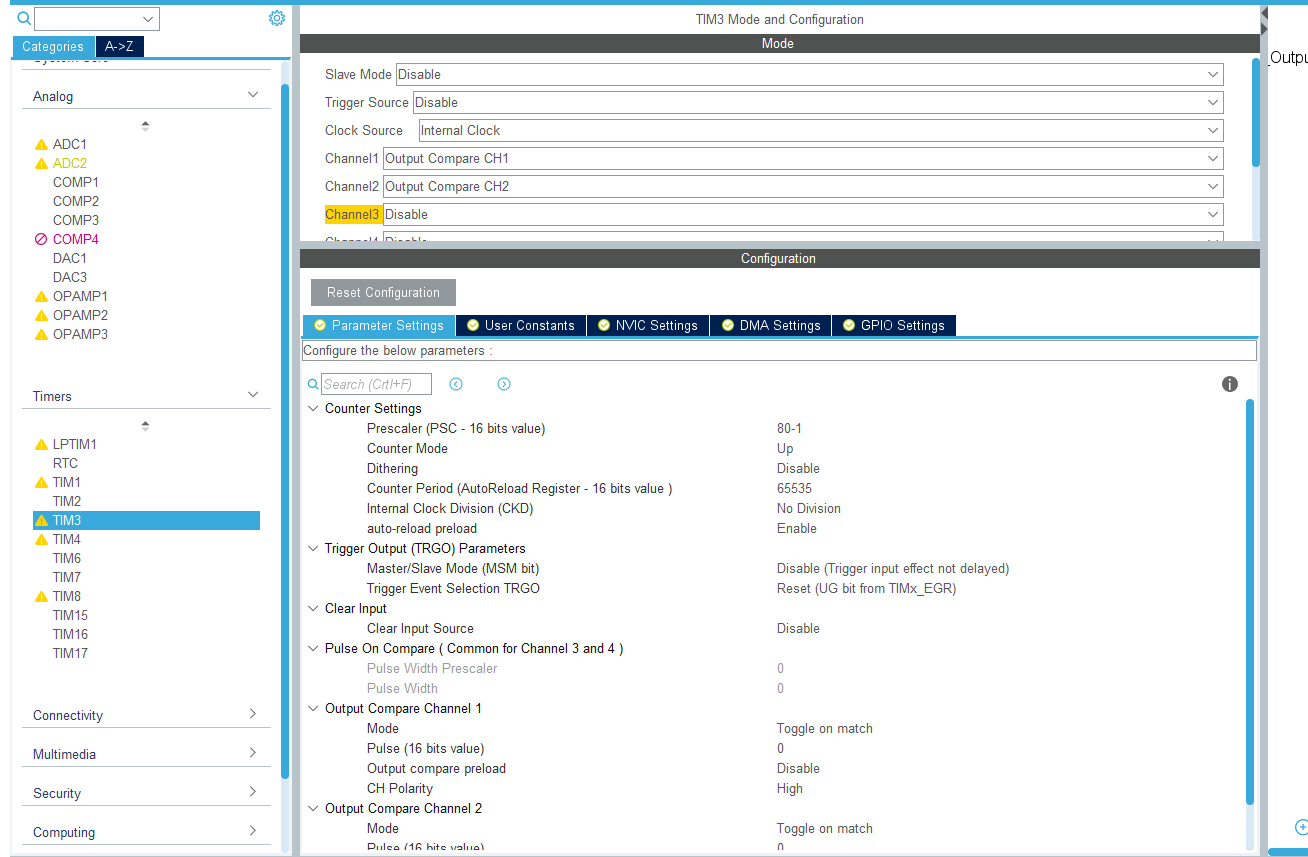 Categories
A->Z
Analog
ADC1
ADC2
COMP1
COMP2
COMP3
COMP4
DAC1
DAC3
OPAMP1
OPAMP2
OPAMP3
Timers
LPTIM1
RTC
TIM1
TIM2
TIM3
TIM4
TIM6
TIM7
TIM8
TIM15
TIM16
TIM17
Connectivity
Multimedia
Security
Computing
TIM3 Mode and Configuration
Mode
Slave Mode Disable
Trigger Source Disable
Clock Source Internal Clock
Channel1 Output Compare CH1
Channel2 Output Compare CH2
Channel3 Disable
Channel4 Disable
Configuration
Reset Configuration
Parameter Settings User Constants NVIC Settings DMA Settings GPIO Settings
Configure the below parameters :
Search (Crtl+F)
Counter Settings
Prescaler (PSC - 16 bits value) 80-1
Counter Mode Up
Dithering Disable
Counter Period (AutoReload Register - 16 bits value ) 65535
Internal Clock Division (CKD) No Division
auto-reload preload Enable
Trigger Output (TRGO) Parameters
Master/Slave Mode (MSM bit) Disable (Trigger input effect not delayed)
Trigger Event Selection TRGO Reset (UG bit from TIMx_EGR)
Clear Input
Clear Input Source Disable
Pulse On Compare ( Common for Channel 3 and 4 )
Pulse Width Prescaler 0
Pulse Width 0
Output Compare Channel 1
Mode Toggle on match
Pulse (16 bits value) 0
Output compare preload Disable
CH Polarity High
Output Compare Channel 2
Mode Toggle on match
Pulse (16 bits value) 0
_Outpu